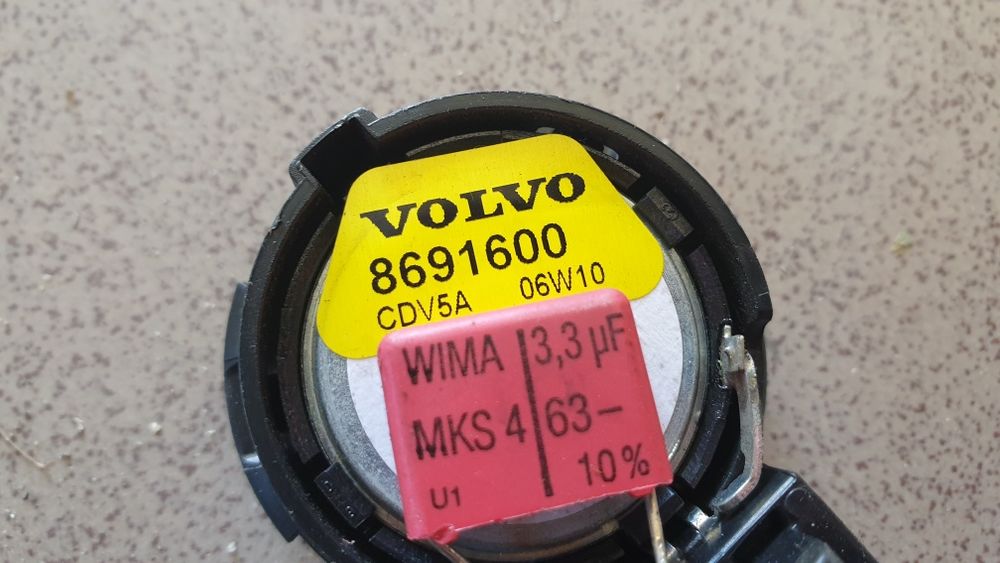 VOLVO
8691600
CDV5A 06W10
WIMA 3,3 µF
MKS 4 63–
10%
U1